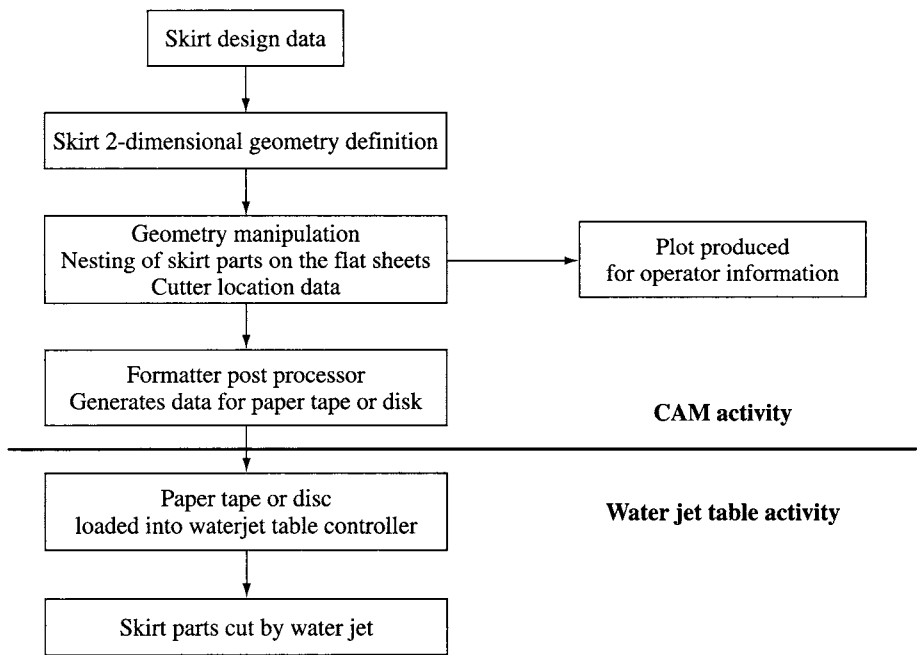 Skirt design data
Skirt 2-dimensional geometry definition
Geometry manipulation
Nesting of skirt parts on the flat sheets
Cutter location data
Plot produced
for operator information
Formatter post processor
Generates data for paper tape or disk
CAM activity
Paper tape or disc
loaded into waterjet table controller
Water jet table activity
Skirt parts cut by water jet